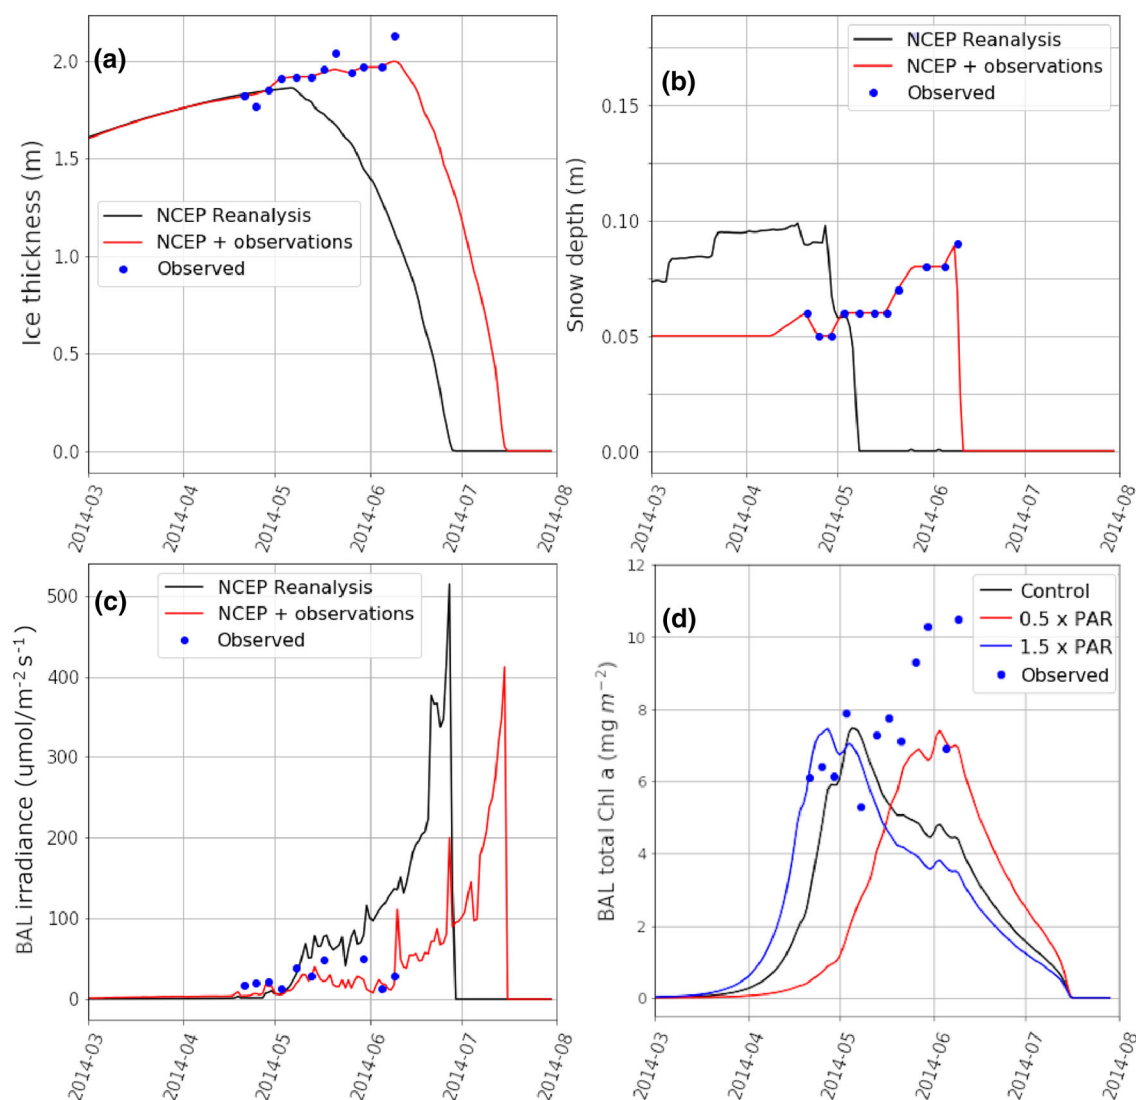 (a)
Ice thickness (m)
2.0
1.5
1.0
0.5
0.0
NCEP Reanalysis
NCEP + observations
Observed
2014-03
2014-04
2014-05
2014-06
2014-07
2014-08
(b)
Snow depth (m)
0.15
0.10
0.05
0.00
NCEP Reanalysis
NCEP + observations
Observed
2014-03
2014-04
2014-05
2014-06
2014-07
2014-08
(c)
BAL irradiance (umol/m⁻² s⁻¹)
500
400
300
200
100
0
NCEP Reanalysis
NCEP + observations
Observed
2014-03
2014-04
2014-05
2014-06
2014-07
2014-08
(d)
BAL total Chl a (mg m⁻²)
12
10
8
6
4
2
0
Control
0.5 x PAR
1.5 x PAR
Observed
2014-03
2014-04
2014-05
2014-06
2014-07
2014-08